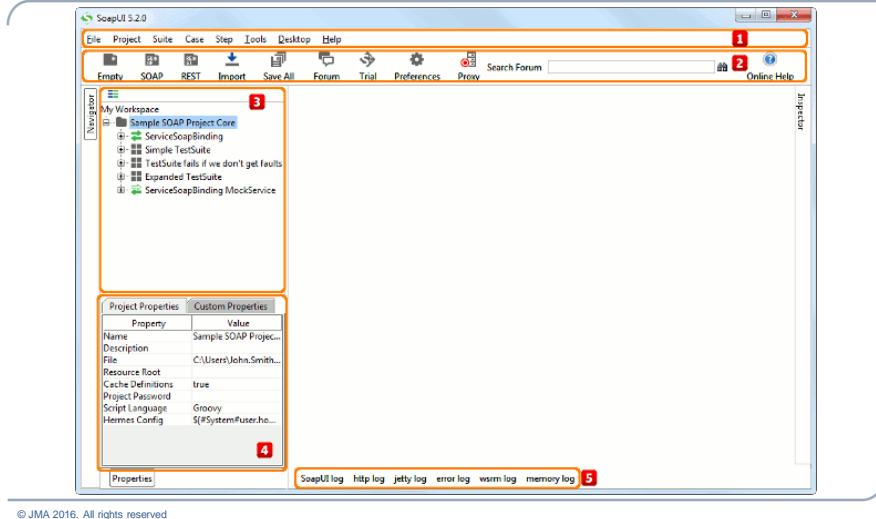 SoapUI 5.2.0
File Project Suite Case Step Tools Desktop Help
1
Empty SOAP REST Import Save All Forum Trial Preferences Proxy Search Forum 2 Online Help
Navigator
3
My Workspace
Sample SOAP Project Core
ServiceSoapBinding
Simple TestSuite
TestSuite fails if we don't get faults
Expanded TestSuite
ServiceSoapBinding MockService
Inspector
Project Properties Custom Properties
Property Value
Name Sample SOAP Projec...
Description
File C:\Users\John.Smith...
Resource Root
Cache Definitions true
Project Password
Script Language Groovy
Hermes Config ${#System#user.ho...
4
Properties
SoapUI log http log jetty log error log wsrm log memory log 5
© JMA 2016. All rights reserved